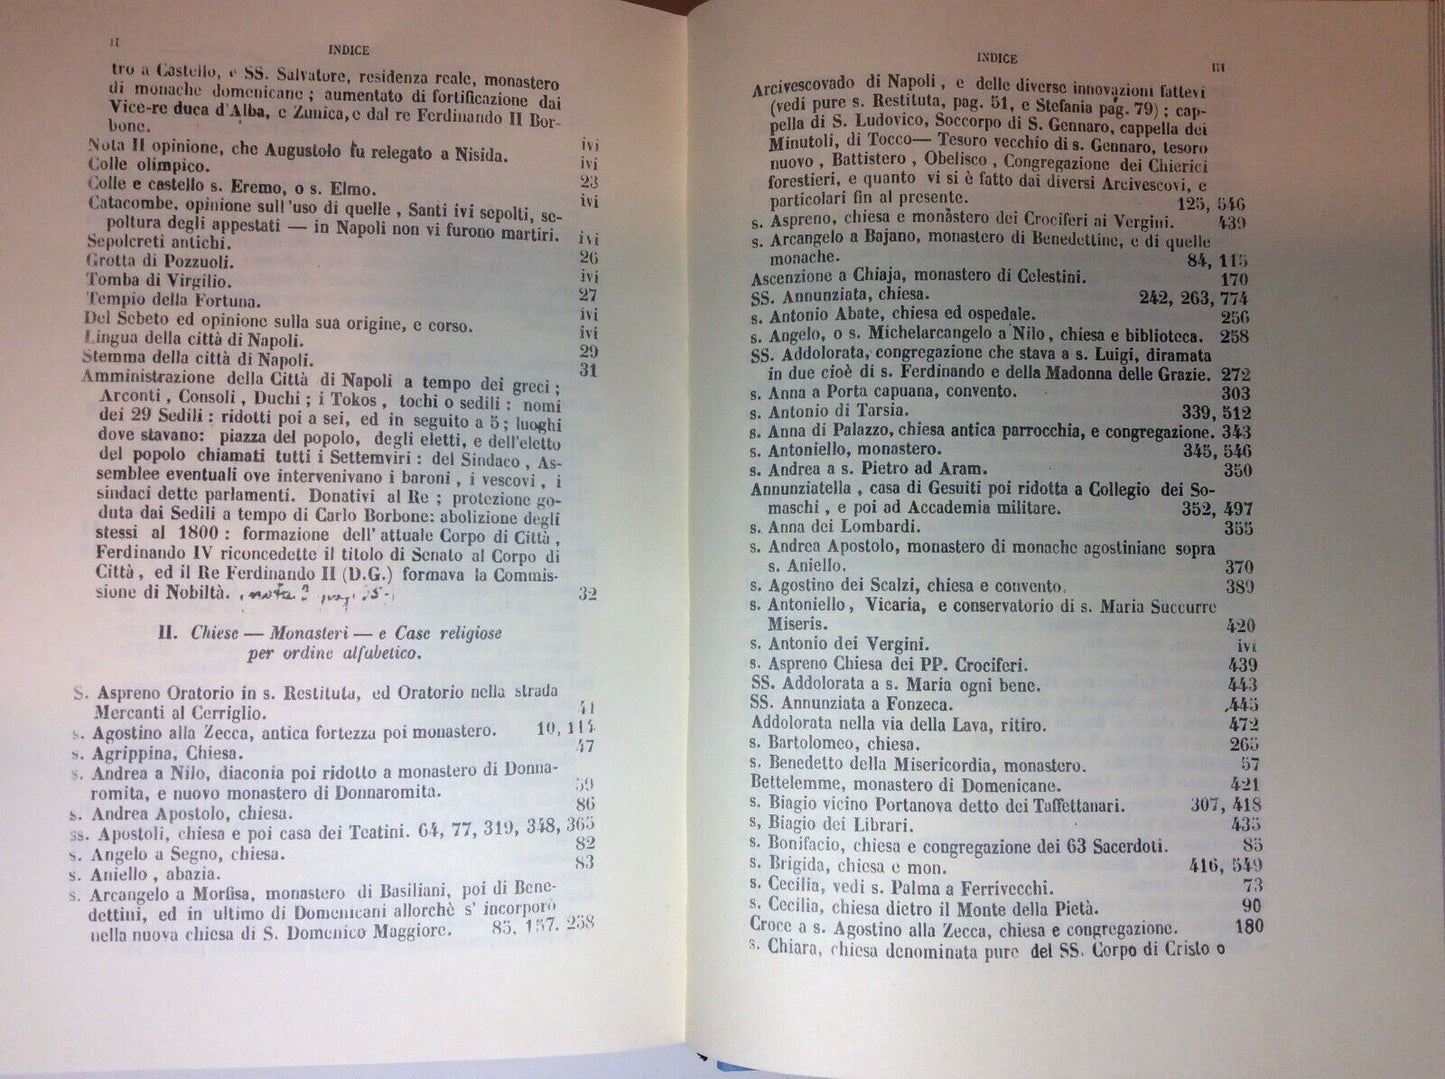 II
INDICE
tro a Castello, e SS. Salvatore, residenza reale, monastero
di monache domenicane; aumentato di fortificazione dai
Vice-re duca d'Alba, e Zunica, e dal re Ferdinando II Bor-
bone. ivi
Nota II opinione, che Augustolo fu relegato a Nisida. ivi
Colle olimpico. 23
Colle e castello s. Eremo, o s. Elmo. ivi
Catacombe, opinione sull'uso di quelle, Santi ivi sepolti, se-
poltura degli appestati — in Napoli non vi furono martiri. ivi
Sepolcreti antichi. 26
Grotta di Pozzuoli. ivi
Tomba di Virgilio. 27
Tempio della Fortuna. ivi
Del Sebeto ed opinione sulla sua origine, e corso. ivi
Lingua della città di Napoli. 29
Stemma della città di Napoli. 31
Amministrazione della Città di Napoli a tempo dei greci;
Arconti, Consoli, Duchi; i Tokos, tochi o sedili: nomi
dei 29 Sedili: ridotti poi a sei, ed in seguito a 5; luoghi
dove stavano: piazza del popolo, degli eletti, e dell'eletto
del popolo chiamati tutti i Settemviri: del Sindaco, As-
semblee eventuali ove intervenivano i baroni, i vescovi, i
sindaci dette parlamenti. Donativi al Re; protezione go-
duta dai Sedili a tempo di Carlo Borbone: abolizione degli
stessi al 1800: formazione dell'attuale Corpo di Città,
Ferdinando IV riconcedette il titolo di Senato al Corpo di
Città, ed il Re Ferdinando II (D.G.) formava la Commis-
sione di Nobiltà. 32
II. Chiese — Monasteri — e Case religiose
per ordine alfabetico.
S. Aspreno Oratorio in s. Restituta, ed Oratorio nella strada
Mercanti al Cerriglio. 41
s. Agostino alla Zecca, antica fortezza poi monastero. 10, 114
s. Agrippina, Chiesa. 47
s. Andrea a Nilo, diaconia poi ridotto a monastero di Donna-
romita, e nuovo monastero di Donnaromita. 59
s. Andrea Apostolo, chiesa. 86
ss. Apostoli, chiesa e poi casa dei Teatini. 64, 77, 319, 348, 365
s. Angelo a Segno, chiesa. 82
s. Aniello, abazia. 83
s. Arcangelo a Morfisa, monastero di Basiliani, poi di Bene-
dettini, ed in ultimo di Domenicani allorchè s'incorporò
nella nuova chiesa di S. Domenico Maggiore. 85, 157. 258
INDICE
III
Arcivescovado di Napoli, e delle diverse innovazioni fattevi
(vedi pure s. Restituta, pag. 51, e Stefania pag. 79); cap-
pella di S. Ludovico, Soccorpo di S. Gennaro, cappella dei
Minutoli, di Tocco— Tesoro vecchio di s. Gennaro, tesoro
nuovo, Battistero, Obelisco, Congregazione dei Chierici
forestieri, e quanto vi si è fatto dai diversi Arcivescovi, e
particolari fin al presente. 125, 546
s. Aspreno, chiesa e monastero dei Crociferi ai Vergini. 439
s. Arcangelo a Bajano, monastero di Benedettine, e di quelle
monache. 84, 115
Ascenzione a Chiaja, monastero di Celestini. 170
SS. Annunziata, chiesa. 242, 263, 774
s. Antonio Abate, chiesa ed ospedale. 256
s. Angelo, o s. Michelarcangelo a Nilo, chiesa e biblioteca. 258
SS. Addolorata, congregazione che stava a s. Luigi, diramata
in due cioè di s. Ferdinando e della Madonna delle Grazie. 272
s. Anna a Porta capuana, convento. 303
s. Antonio di Tarsia. 339, 512
s. Anna di Palazzo, chiesa antica parrocchia, e congregazione. 343
s. Antoniello, monastero. 345, 546
s. Andrea a s. Pietro ad Aram. 350
Annunziatella, casa di Gesuiti poi ridotta a Collegio dei So-
maschi, e poi ad Accademia militare. 352, 497
s. Anna dei Lombardi. 355
s. Andrea Apostolo, monastero di monache agostiniane sopra
s. Aniello. 370
s. Agostino dei Scalzi, chiesa e convento. 389
s. Antoniello, Vicaria, e conservatorio di s. Maria Succurre
Miseris. 420
s. Antonio dei Vergini. ivi
s. Aspreno Chiesa dei PP. Crociferi. 439
SS. Addolorata a s. Maria ogni bene. 443
SS. Annunziata a Fonzeca. 445
Addolorata nella via della Lava, ritiro. 472
s. Bartolomeo, chiesa. 265
s. Benedetto della Misericordia, monastero. 57
Bettelemme, monastero di Domenicane. 421
s. Biagio vicino Portanova detto dei Taffettanari. 307, 418
s, Biagio dei Librari. 435
s. Bonifacio, chiesa e congregazione dei 63 Sacerdoti. 85
s. Brigida, chiesa e mon. 416, 549
s. Cecilia, vedi s. Palma a Ferrivecchi. 73
s. Cecilia, chiesa dietro il Monte della Pietà. 90
Croce a s. Agostino alla Zecca, chiesa e congregazione. 180
s. Chiara, chiesa denominata pure del SS. Corpo di Cristo o